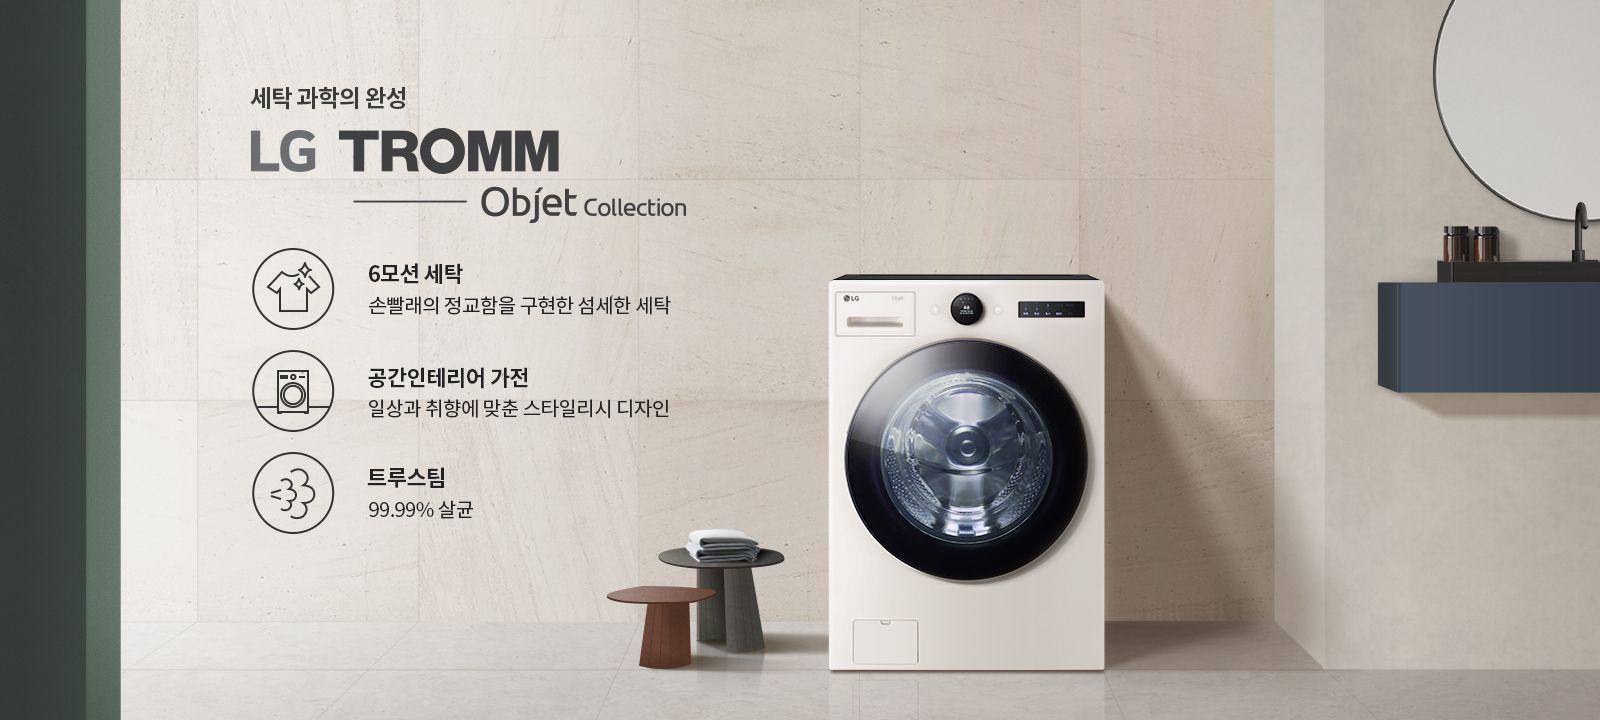 세탁 과학의 완성
LG TROMM
Objet Collection
6모션 세탁
손빨래의 정교함을 구현한 섬세한 세탁
공간인테리어 가전
일상과 취향에 맞춘 스타일리시 디자인
트루스팀
99.99% 살균
LG
Objet